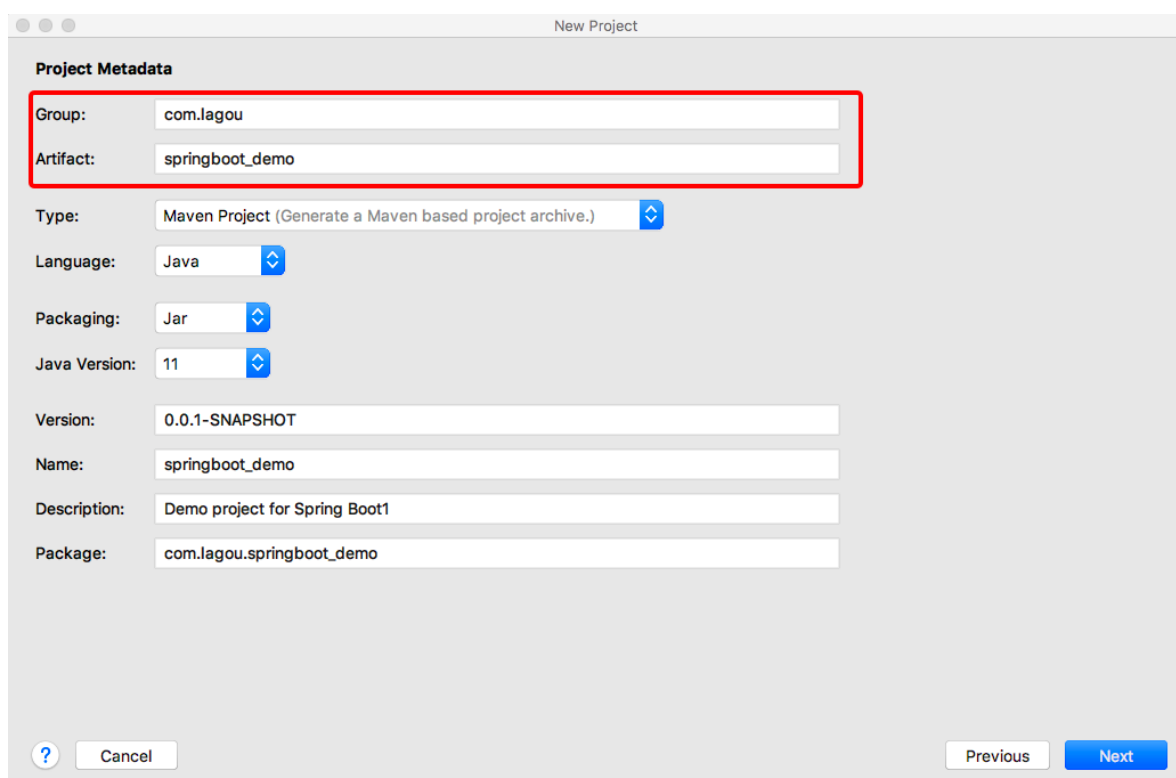 New Project
Project Metadata
Group: com.lagou
Artifact: springboot_demo
Type: Maven Project (Generate a Maven based project archive.)
Language: Java
Packaging: Jar
Java Version: 11
Version: 0.0.1-SNAPSHOT
Name: springboot_demo
Description: Demo project for Spring Boot1
Package: com.lagou.springboot_demo
? Cancel Previous Next